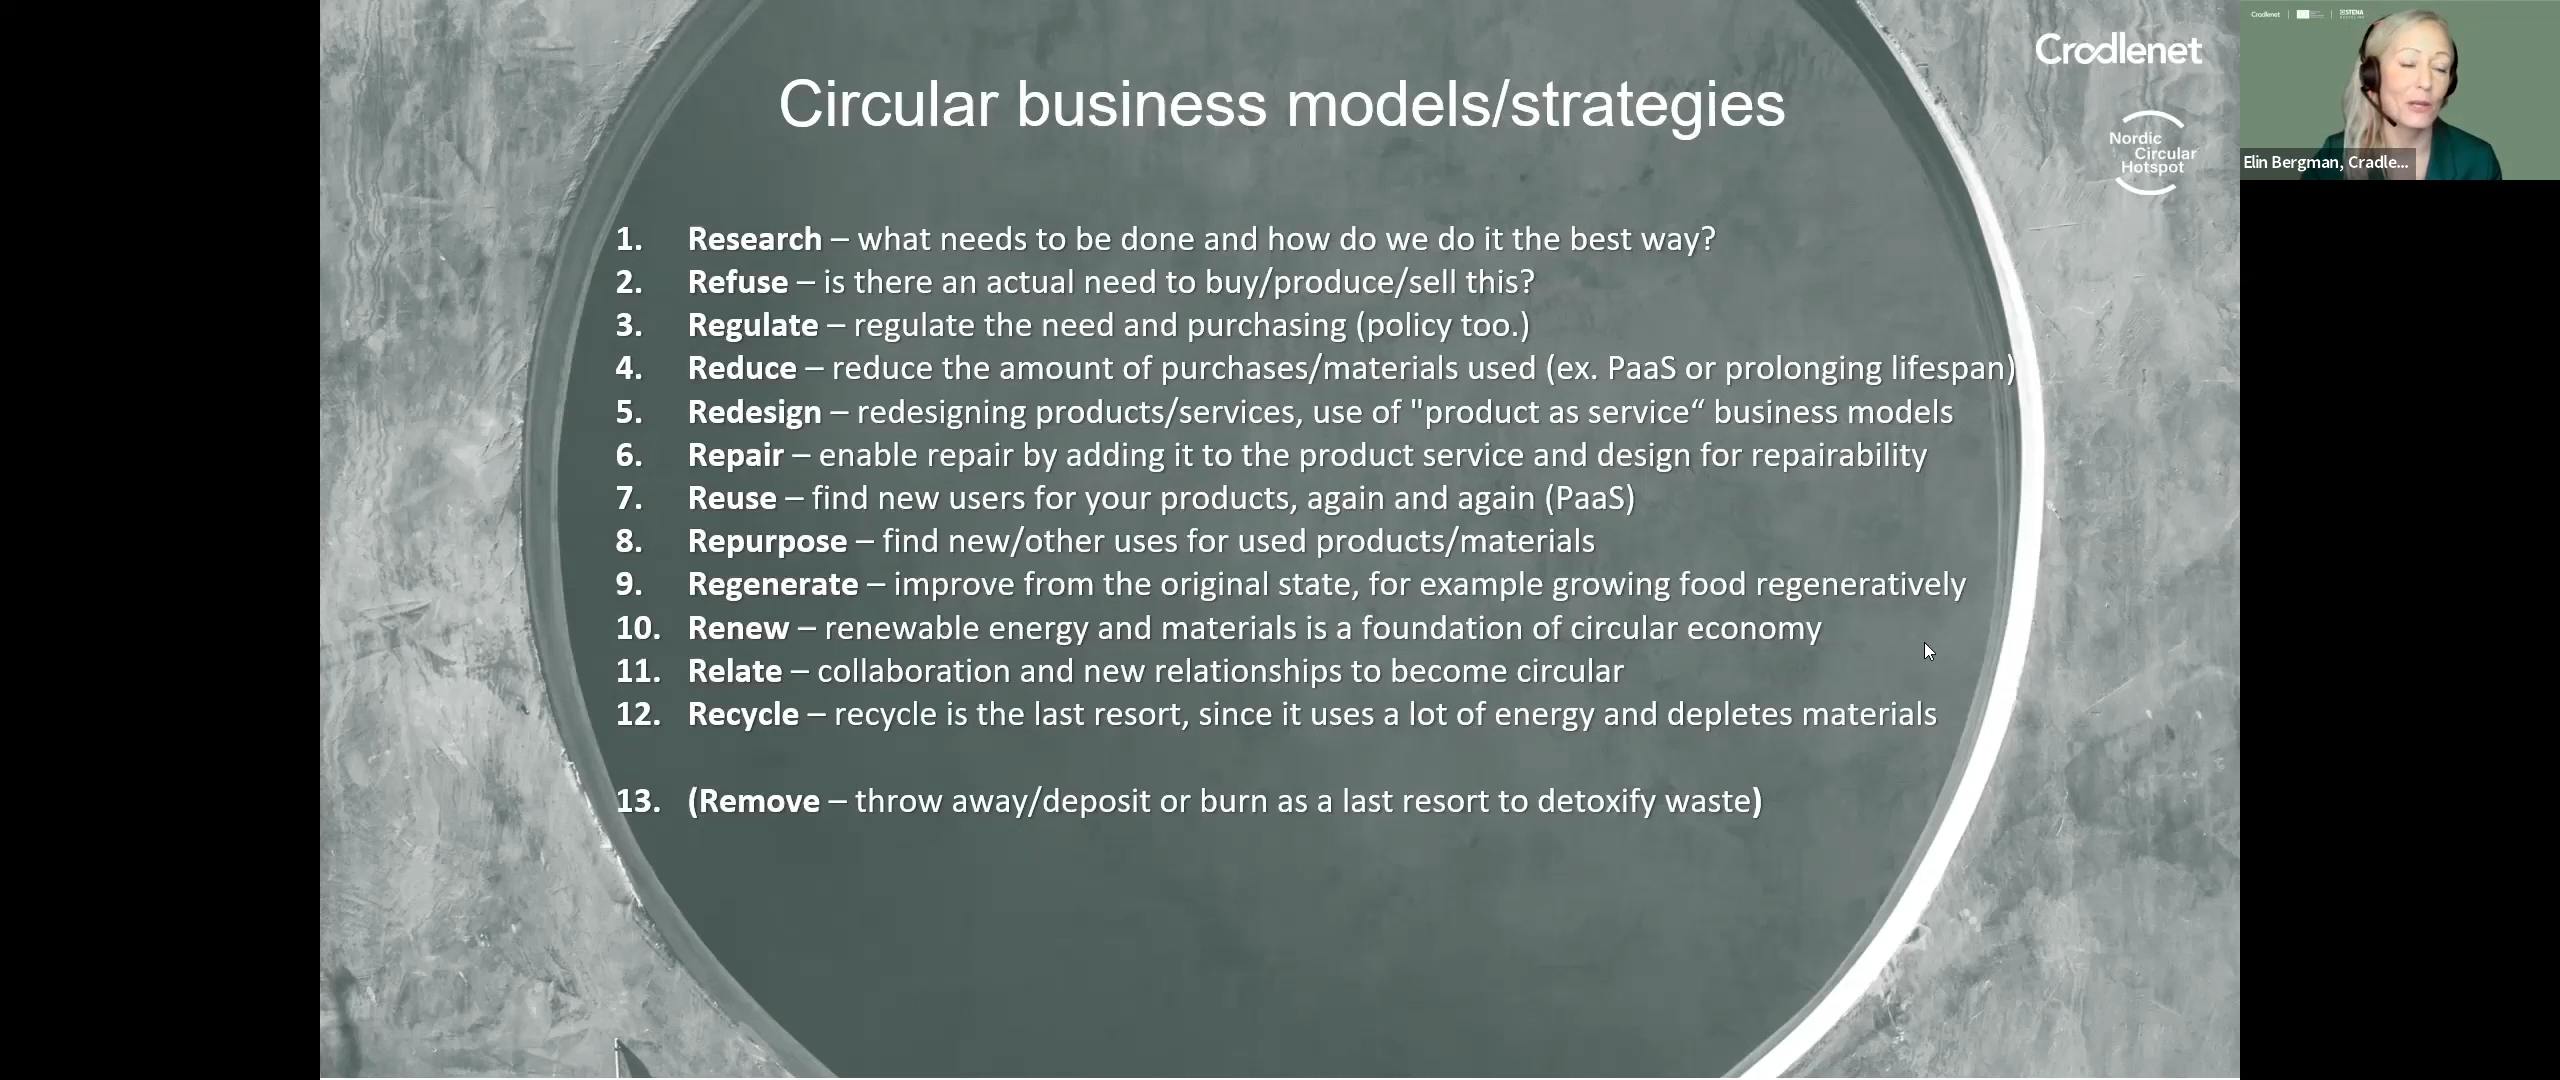 Circular business models/strategies
Cradlenet
Nordic
Circular
Hotspot
1. Research – what needs to be done and how do we do it the best way?
2. Refuse – is there an actual need to buy/produce/sell this?
3. Regulate – regulate the need and purchasing (policy too.)
4. Reduce – reduce the amount of purchases/materials used (ex. PaaS or prolonging lifespan)
5. Redesign – redesigning products/services, use of "product as service“ business models
6. Repair – enable repair by adding it to the product service and design for repairability
7. Reuse – find new users for your products, again and again (PaaS)
8. Repurpose – find new/other uses for used products/materials
9. Regenerate – improve from the original state, for example growing food regeneratively
10. Renew – renewable energy and materials is a foundation of circular economy
11. Relate – collaboration and new relationships to become circular
12. Recycle – recycle is the last resort, since it uses a lot of energy and depletes materials
13. (Remove – throw away/deposit or burn as a last resort to detoxify waste)
Cradlenet
STENA
Elin Bergman, Cradle...